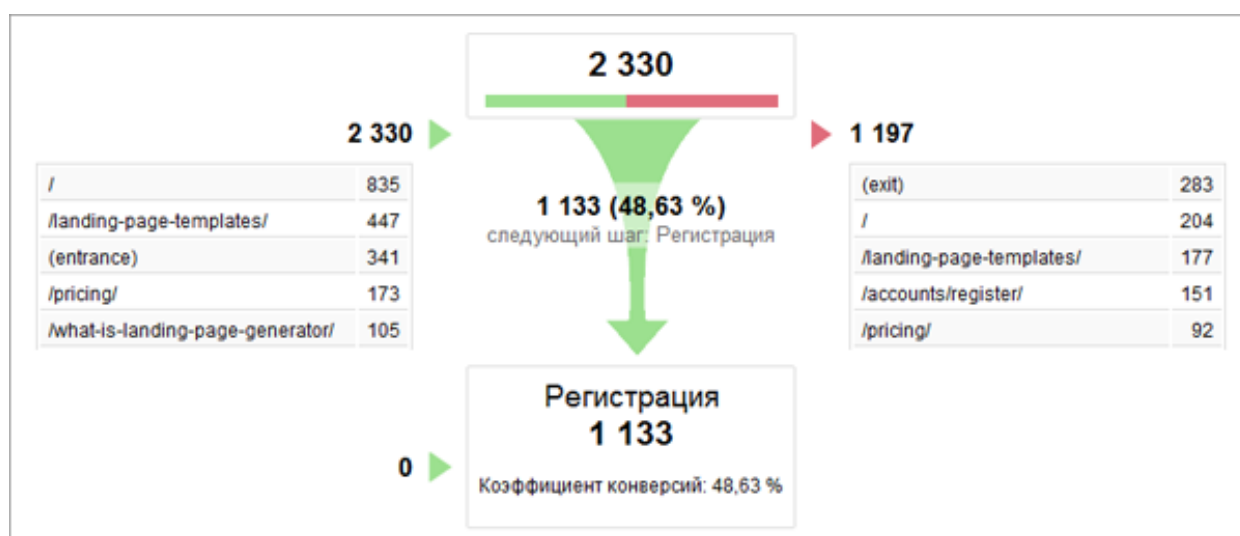 2 330
2 330
1 197
/ 835
/landing-page-templates/ 447
(entrance) 341
/pricing/ 173
/what-is-landing-page-generator/ 105
1 133 (48,63 %)
следующий шаг: Регистрация
(exit) 283
/ 204
/landing-page-templates/ 177
/accounts/register/ 151
/pricing/ 92
Регистрация
1 133
0
Коэффициент конверсий: 48,63 %